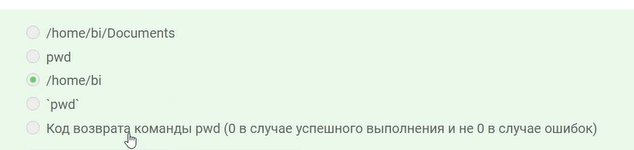 /home/bi/Documents
pwd
/home/bi
`pwd`
Код возврата команды pwd (0 в случае успешного выполнения и не 0 в случае ошибок)